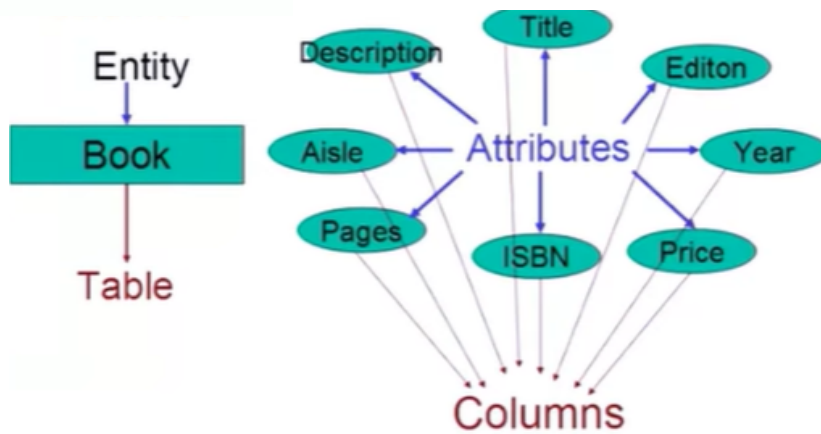 Entity
Book
Table
Title
Description
Editon
Aisle
Attributes
Year
Pages
ISBN
Price
Columns